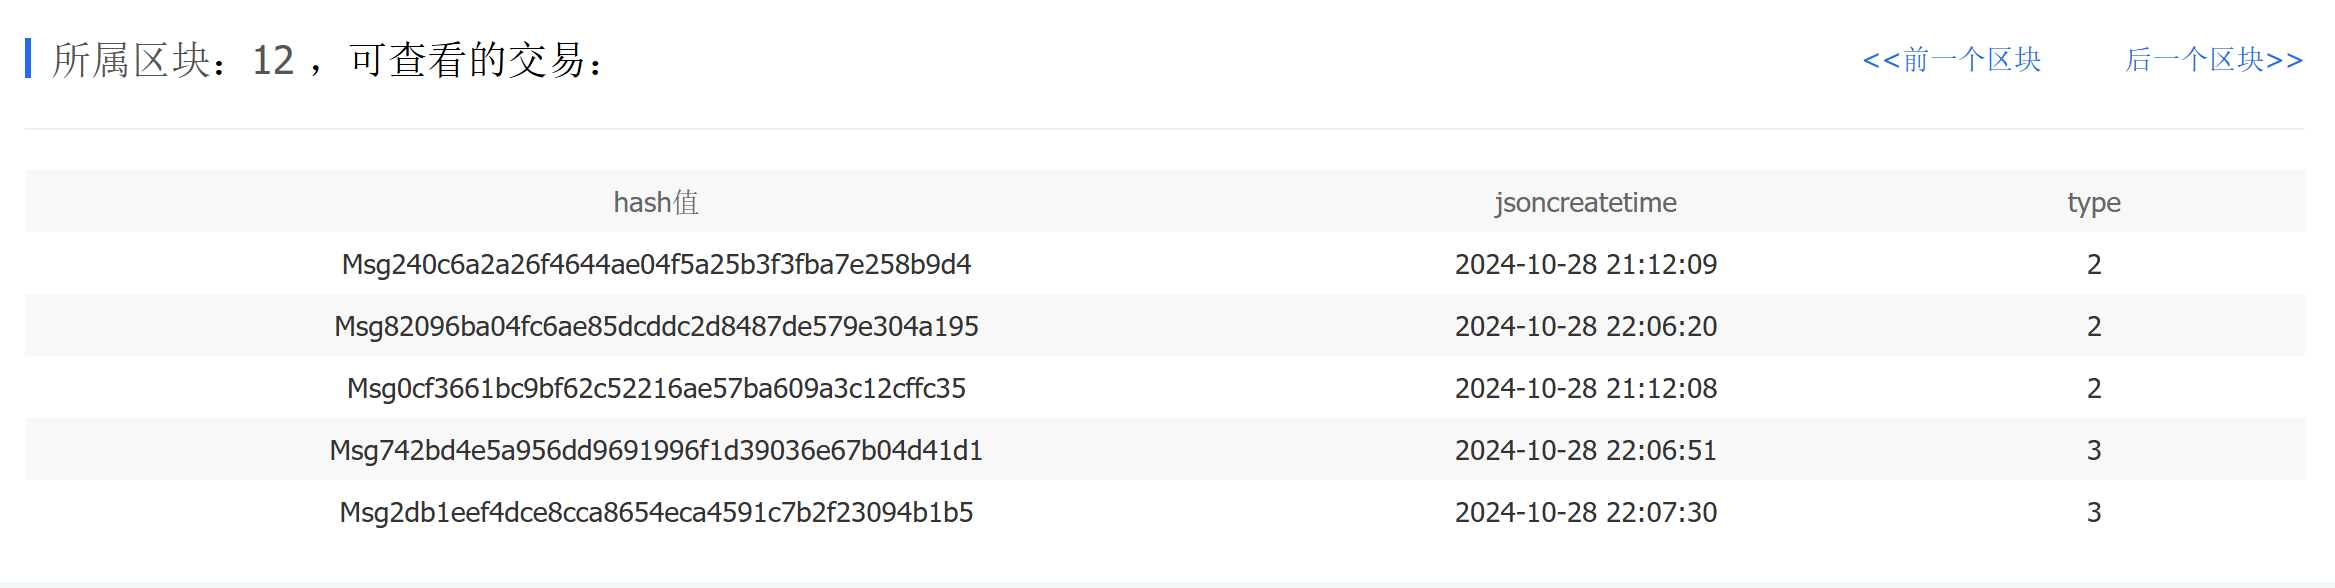 所属区块：12 ，可查看的交易：
<<前一个区块 后一个区块>>
hash值 jsoncreatetime type
Msg240c6a2a26f4644ae04f5a25b3f3fba7e258b9d4 2024-10-28 21:12:09 2
Msg82096ba04fc6ae85dcddc2d8487de579e304a195 2024-10-28 22:06:20 2
Msg0cf3661bc9bf62c52216ae57ba609a3c12cffc35 2024-10-28 21:12:08 2
Msg742bd4e5a956dd9691996f1d39036e67b04d41d1 2024-10-28 22:06:51 3
Msg2db1eef4dce8cca8654eca4591c7b2f23094b1b5 2024-10-28 22:07:30 3